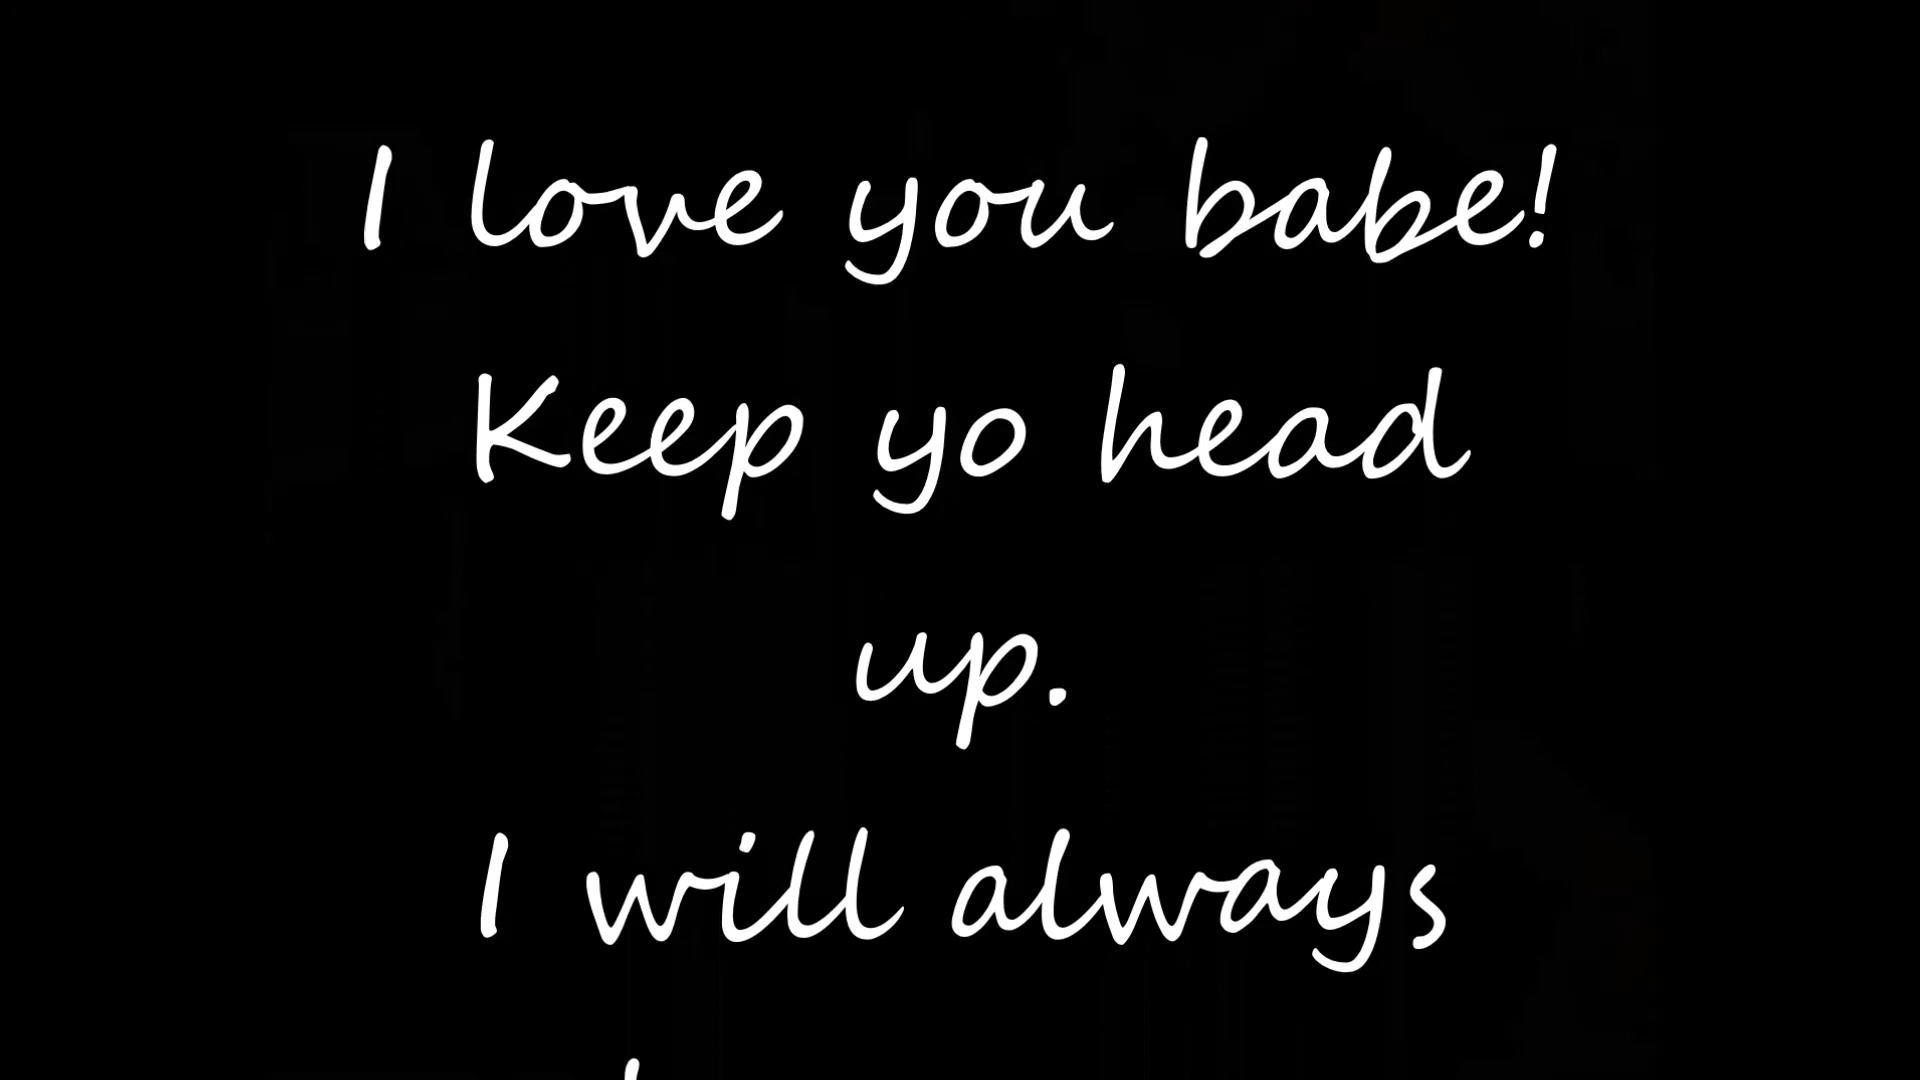 I love you babe!
Keep yo head
up.
I will always